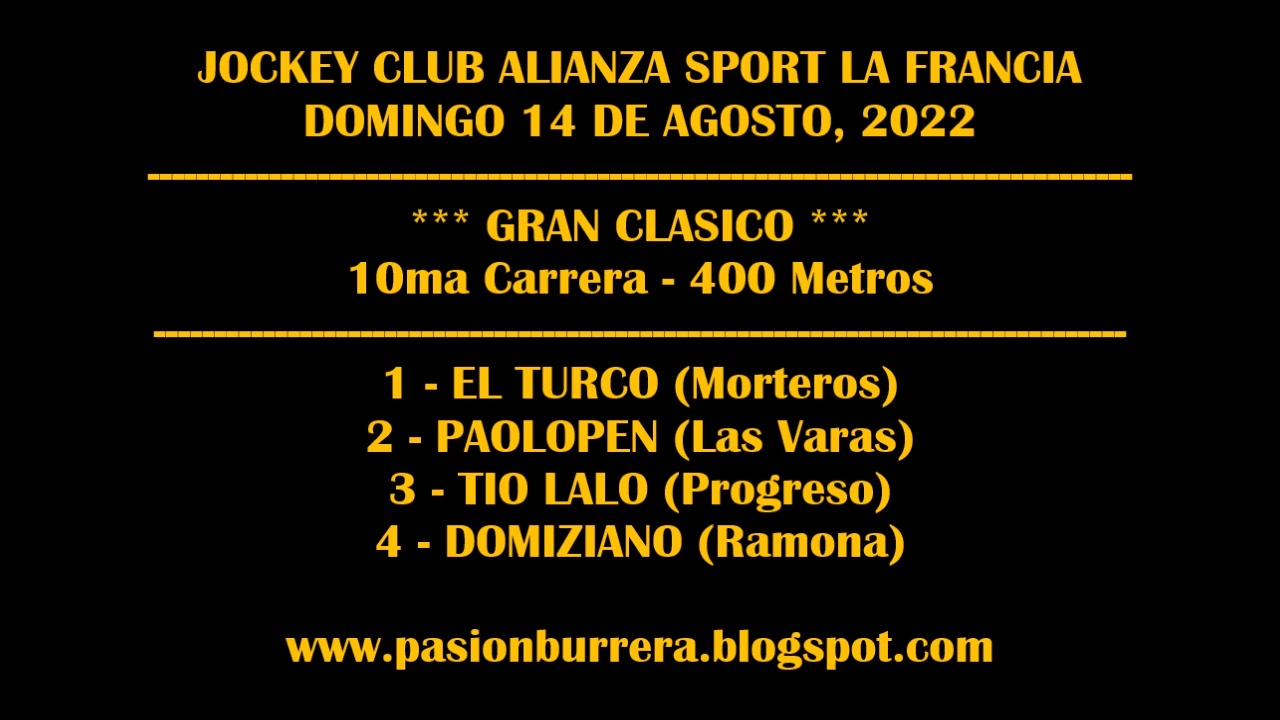 JOCKEY CLUB ALIANZA SPORT LA FRANCIA
DOMINGO 14 DE AGOSTO, 2022
--------------------------------------------------------------------------------
*** GRAN CLASICO ***
10ma Carrera - 400 Metros
-------------------------------------------------------------------------------
1 - EL TURCO (Morteros)
2 - PAOLOPEN (Las Varas)
3 - TIO LALO (Progreso)
4 - DOMIZIANO (Ramona)
www.pasionburrera.blogspot.com